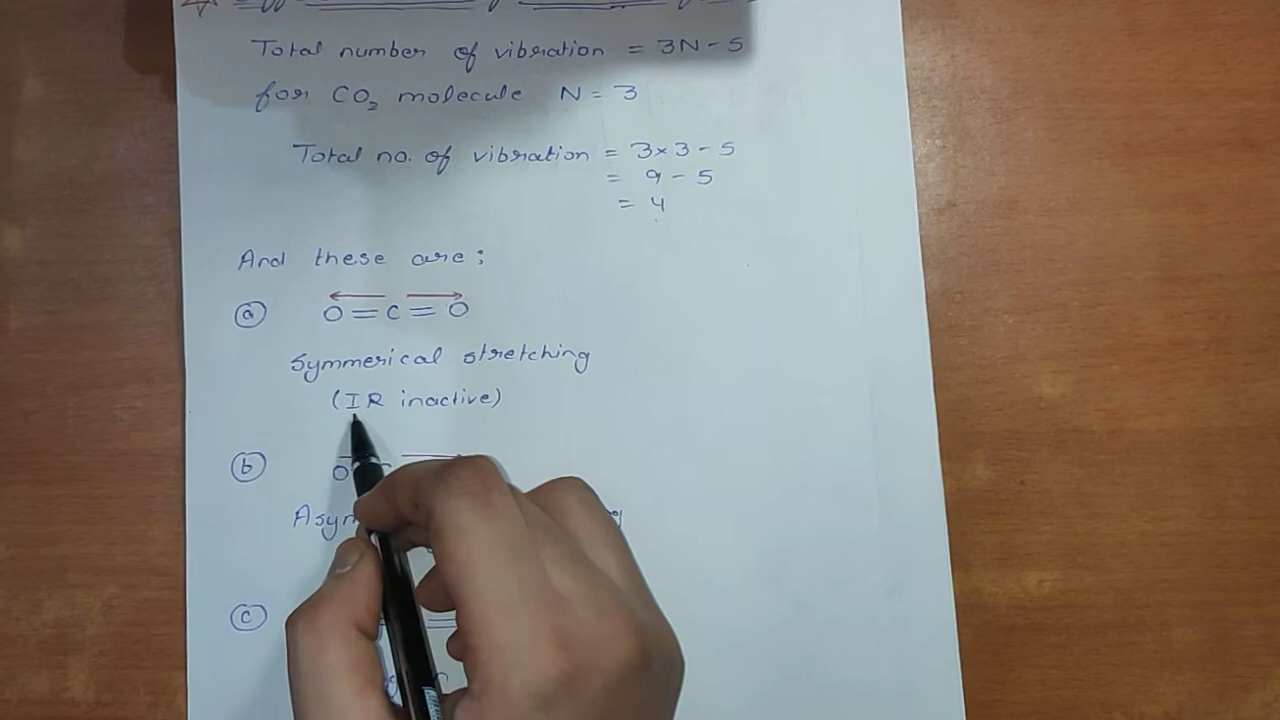 Total number of vibration = 3N - 5
for CO₂ molecule N = 3
Total no. of vibration = 3 × 3 - 5
= 9 - 5
= 4
And these are ;
(a) O = C = O
Symmerical stretching
(IR inactive)
(b) O
(c)